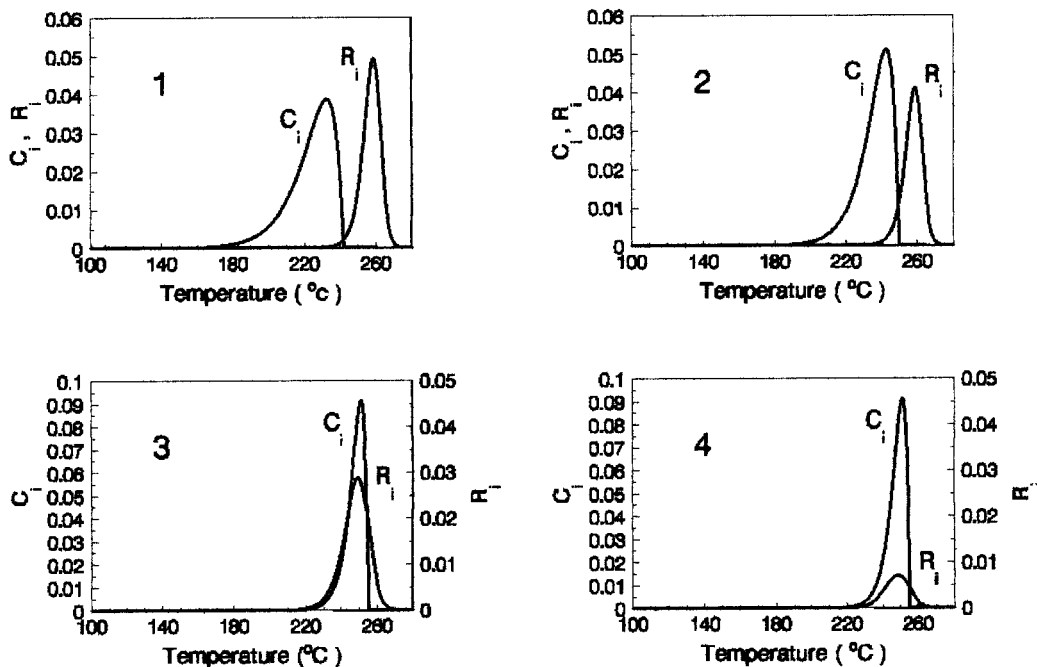 0.06
0.05
0.04
0.03
0.02
0.01
0
C_i , R_i
1
C_i
R_i
100 140 180 220 260
Temperature ( °c )
0.06
0.05
0.04
0.03
0.02
0.01
0
C_i, R_i
2
C_i
R_i
100 140 180 220 260
Temperature ( °C )
0.1
0.09
0.08
0.07
0.06
0.05
0.04
0.03
0.02
0.01
0
C_i
3
C_i
R_i
0.05
0.04
0.03
0.02
0.01
0
R_i
100 140 180 220 260
Temperature (°C )
0.1
0.09
0.08
0.07
0.06
0.05
0.04
0.03
0.02
0.01
0
C_i
4
C_i
R_i
0.05
0.04
0.03
0.02
0.01
0
R_i
100 140 180 220 260
Temperature ( °C )